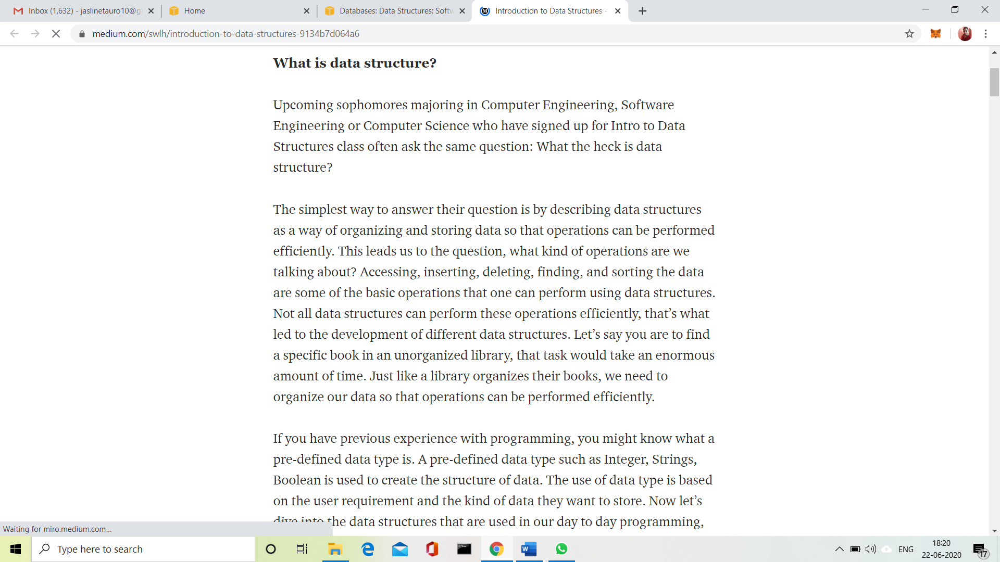 Inbox (1,632) - jaslinetauro10@g
Home
Databases: Data Structures: Softw
Introduction to Data Structures -
medium.com/swlh/introduction-to-data-structures-9134b7d064a6
What is data structure?
Upcoming sophomores majoring in Computer Engineering, Software
Engineering or Computer Science who have signed up for Intro to Data
Structures class often ask the same question: What the heck is data
structure?
The simplest way to answer their question is by describing data structures
as a way of organizing and storing data so that operations can be performed
efficiently. This leads us to the question, what kind of operations are we
talking about? Accessing, inserting, deleting, finding, and sorting the data
are some of the basic operations that one can perform using data structures.
Not all data structures can perform these operations efficiently, that’s what
led to the development of different data structures. Let’s say you are to find
a specific book in an unorganized library, that task would take an enormous
amount of time. Just like a library organizes their books, we need to
organize our data so that operations can be performed efficiently.
If you have previous experience with programming, you might know what a
pre-defined data type is. A pre-defined data type such as Integer, Strings,
Boolean is used to create the structure of data. The use of data type is based
on the user requirement and the kind of data they want to store. Now let’s
dive into the data structures that are used in our day to day programming,
Waiting for miro.medium.com...
Type here to search
ENG
18:20
22-06-2020
17